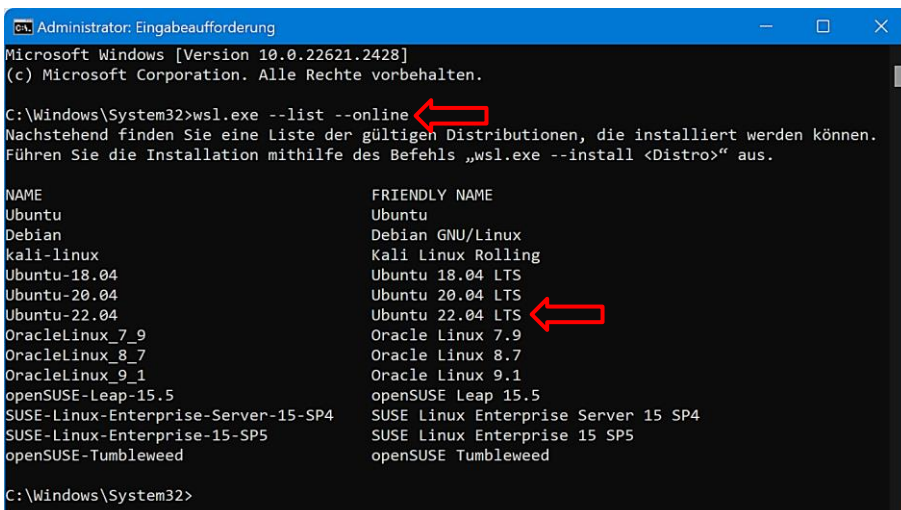 Administrator: Eingabeaufforderung
Microsoft Windows [Version 10.0.22621.2428]
(c) Microsoft Corporation. Alle Rechte vorbehalten.
C:\Windows\System32>wsl.exe --list --online
Nachstehend finden Sie eine Liste der gültigen Distributionen, die installiert werden können.
Führen Sie die Installation mithilfe des Befehls „wsl.exe --install <Distro>“ aus.
NAME FRIENDLY NAME
Ubuntu Ubuntu
Debian Debian GNU/Linux
kali-linux Kali Linux Rolling
Ubuntu-18.04 Ubuntu 18.04 LTS
Ubuntu-20.04 Ubuntu 20.04 LTS
Ubuntu-22.04 Ubuntu 22.04 LTS
OracleLinux_7_9 Oracle Linux 7.9
OracleLinux_8_7 Oracle Linux 8.7
OracleLinux_9_1 Oracle Linux 9.1
openSUSE-Leap-15.5 openSUSE Leap 15.5
SUSE-Linux-Enterprise-Server-15-SP4 SUSE Linux Enterprise Server 15 SP4
SUSE-Linux-Enterprise-15-SP5 SUSE Linux Enterprise 15 SP5
openSUSE-Tumbleweed openSUSE Tumbleweed
C:\Windows\System32>